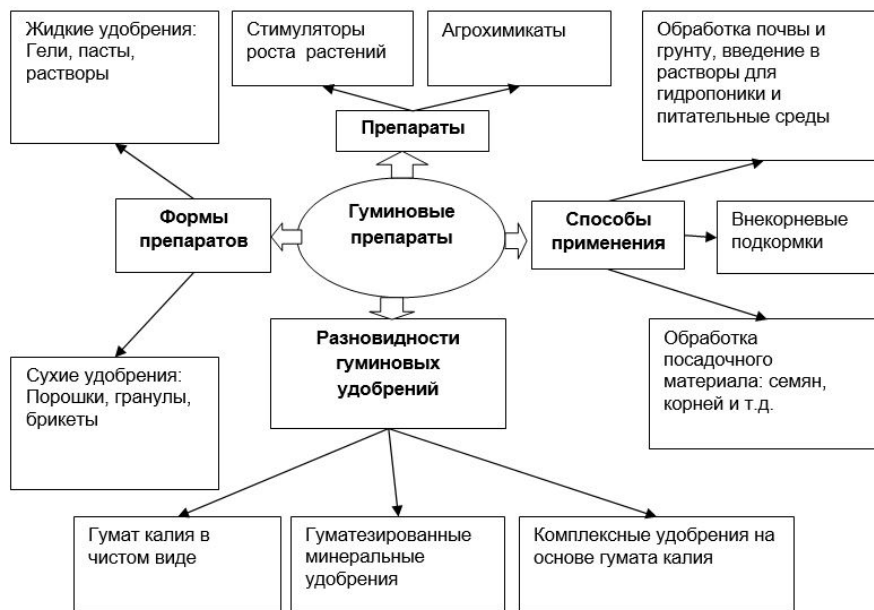 Жидкие удобрения:
Гели, пасты,
растворы
Стимуляторы
роста растений
Агрохимикаты
Обработка почвы и
грунту, введение в
растворы для
гидропоники и
питательные среды
Препараты
Формы
препаратов
Гуминовые
препараты
Способы
применения
Внекорневые
подкормки
Разновидности
гуминовых
удобрений
Сухие удобрения:
Порошки, гранулы,
брикеты
Обработка
посадочного
материала: семян,
корней и т.д.
Гумат калия в
чистом виде
Гуматезированные
минеральные
удобрения
Комплексные удобрения на
основе гумата калия